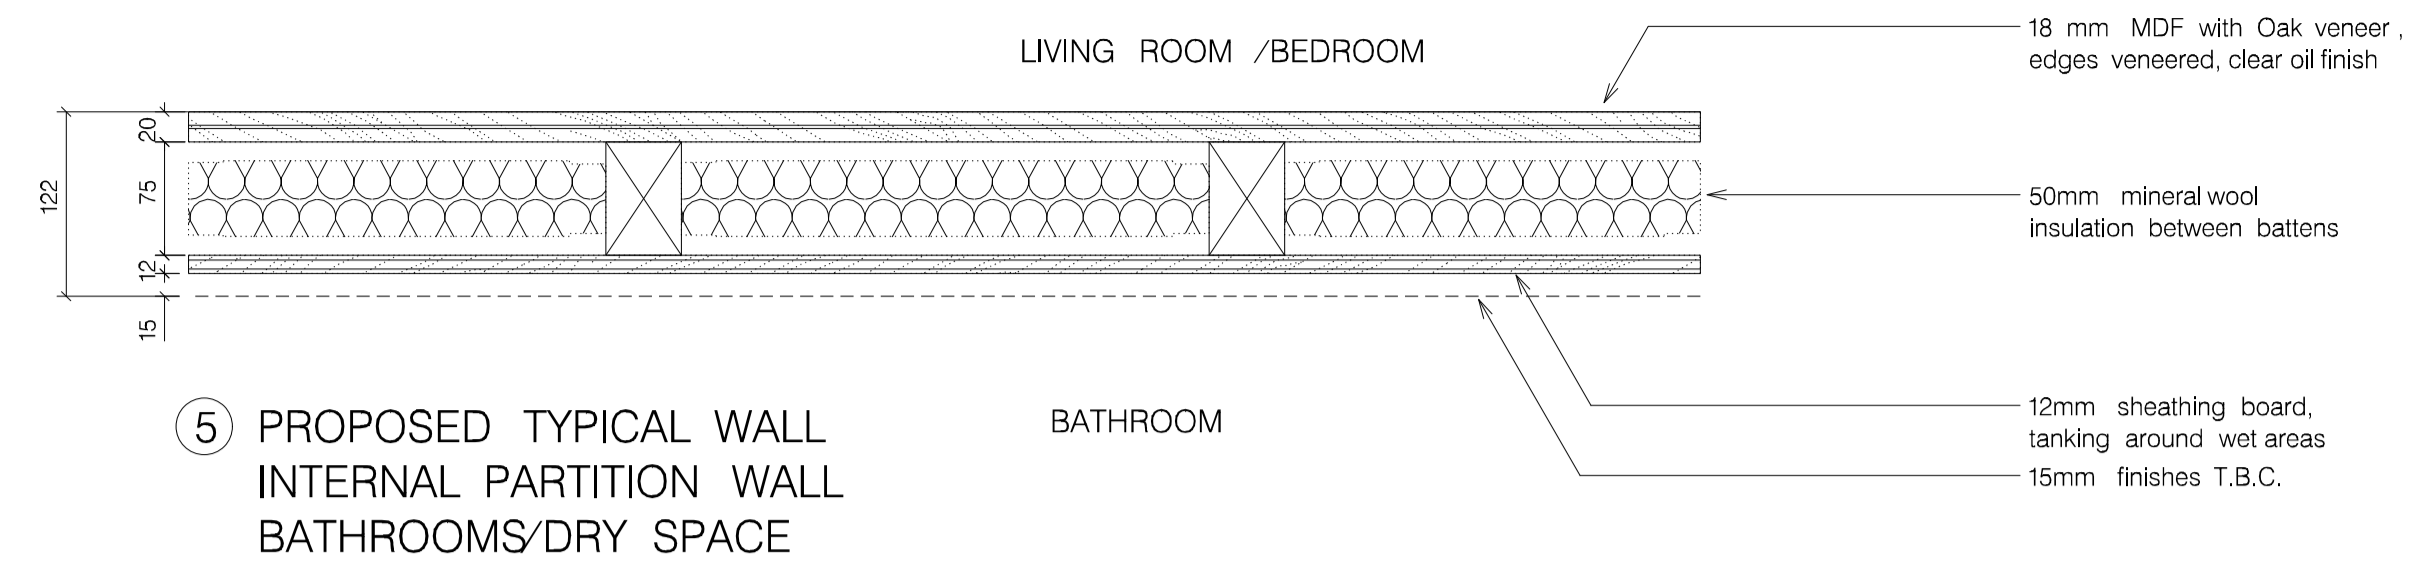 LIVING ROOM /BEDROOM
18 mm MDF with Oak veneer ,
edges veneered, clear oil finish
20
122
75
12
15
50mm mineral wool
insulation between battens
5 PROPOSED TYPICAL WALL
INTERNAL PARTITION WALL
BATHROOMS/DRY SPACE
BATHROOM
12mm sheathing board,
tanking around wet areas
15mm finishes T.B.C.